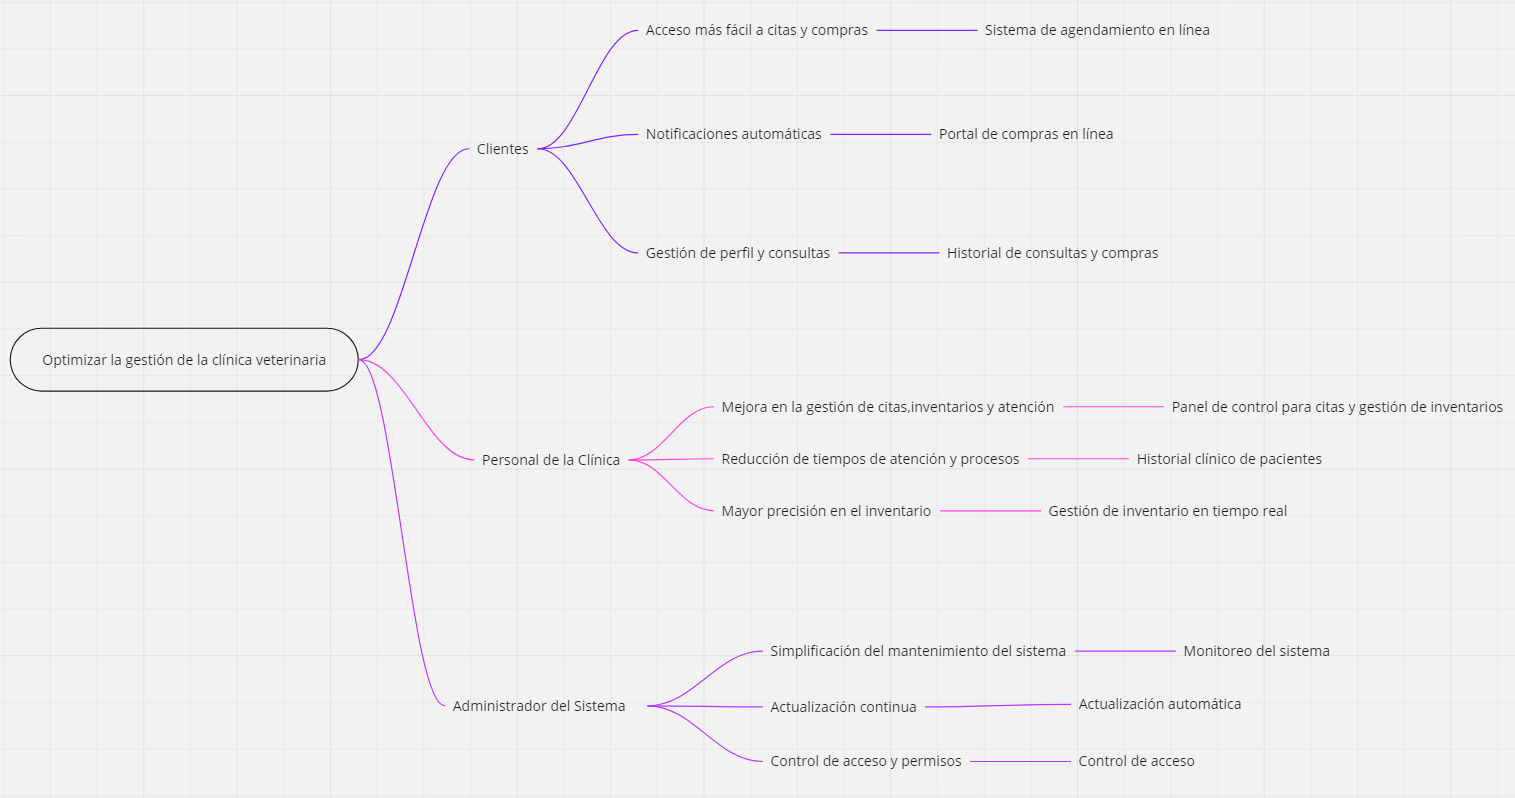 Optimizar la gestión de la clínica veterinaria
Clientes
Acceso más fácil a citas y compras
Sistema de agendamiento en línea
Notificaciones automáticas
Portal de compras en línea
Gestión de perfil y consultas
Historial de consultas y compras
Personal de la Clínica
Mejora en la gestión de citas,inventarios y atención
Panel de control para citas y gestión de inventarios
Reducción de tiempos de atención y procesos
Historial clínico de pacientes
Mayor precisión en el inventario
Gestión de inventario en tiempo real
Administrador del Sistema
Simplificación del mantenimiento del sistema
Monitoreo del sistema
Actualización continua
Actualización automática
Control de acceso y permisos
Control de acceso